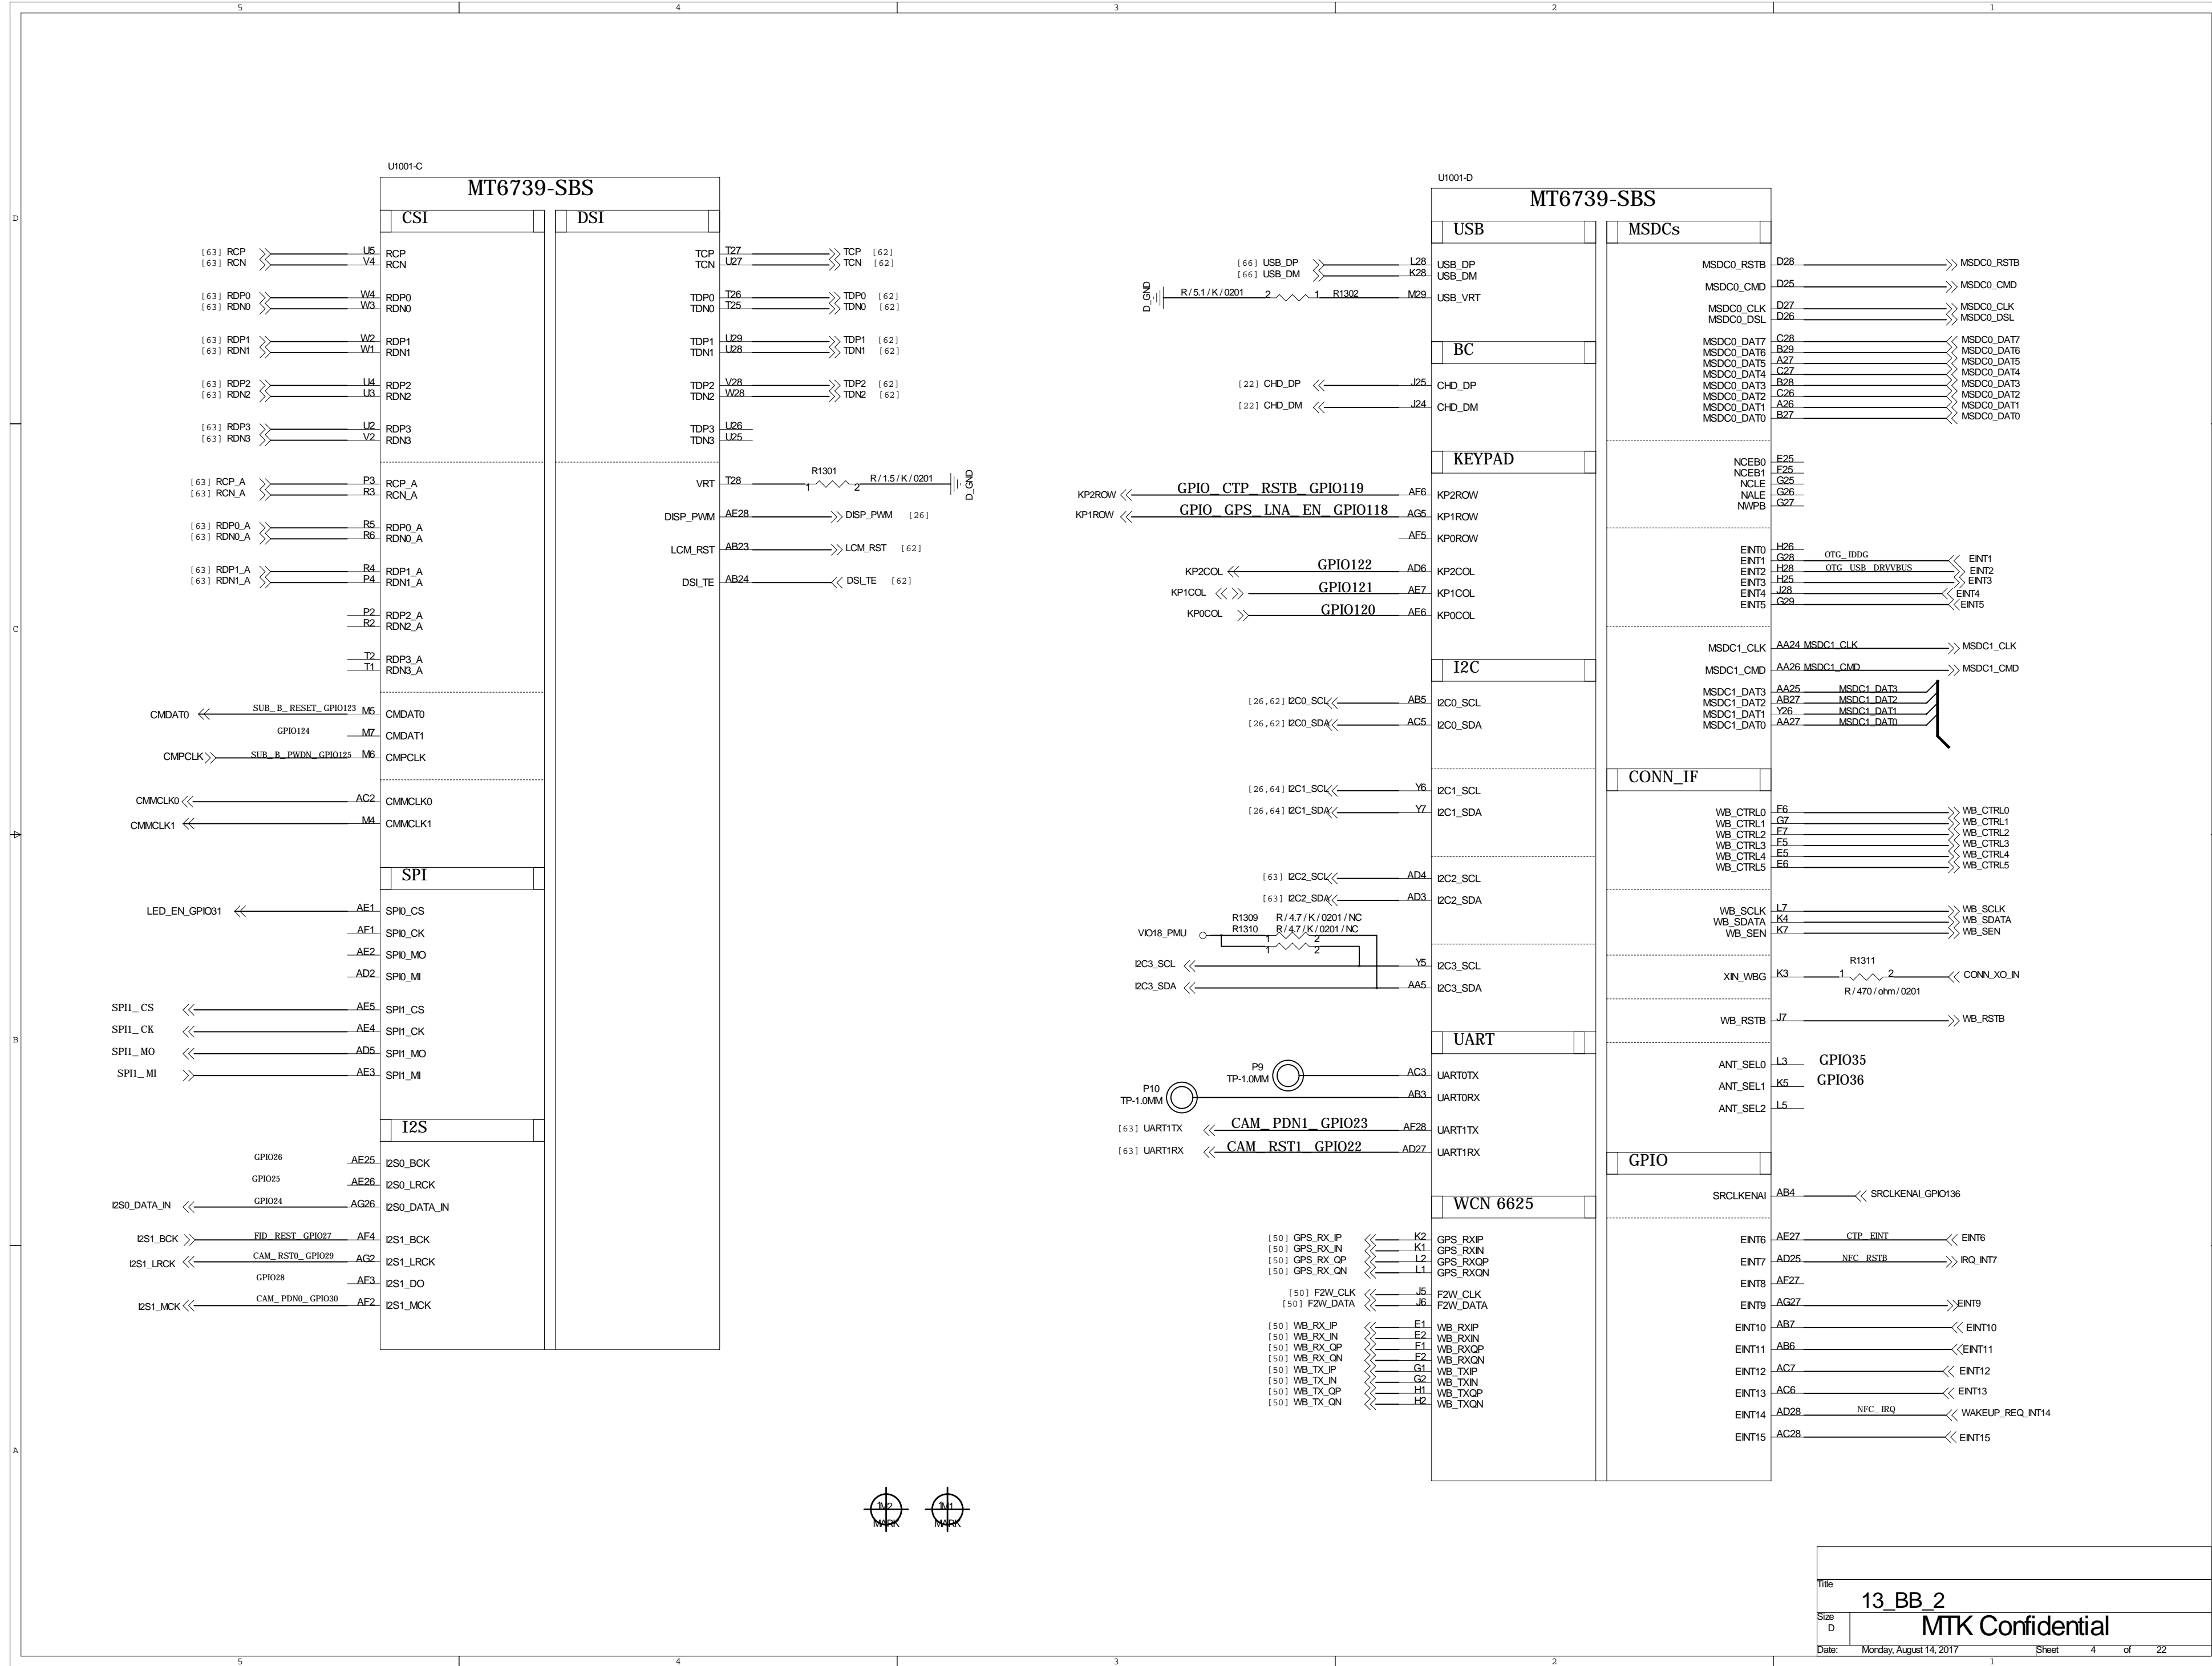 5 4 3 2 1
D
C
B
A
U1001-C
MT6739-SBS
CSI
DSI
[63] RCP U5 RCP
[63] RCN V4 RCN
[63] RDP0 W4 RDP0
[63] RDN0 W3 RDN0
[63] RDP1 W2 RDP1
[63] RDN1 W1 RDN1
[63] RDP2 U4 RDP2
[63] RDN2 U3 RDN2
[63] RDP3 U2 RDP3
[63] RDN3 V2 RDN3
[63] RCP_A P3 RCP_A
[63] RCN_A R3 RCN_A
[63] RDP0_A R5 RDP0_A
[63] RDN0_A R6 RDN0_A
[63] RDP1_A R4 RDP1_A
[63] RDN1_A P4 RDN1_A
P2 RDP2_A
R2 RDN2_A
T2 RDP3_A
T1 RDN3_A
CMDAT0 SUB_B_RESET_GPIO123 M5 CMDAT0
GPIO124 M7 CMDAT1
CMPCLK SUB_B_PWDN_GPIO125 M6 CMPCLK
CMMCLK0 AC2 CMMCLK0
CMMCLK1 M4 CMMCLK1
SPI
LED_EN_GPIO31 AE1 SPI0_CS
AF1 SPI0_CK
AE2 SPI0_MO
AD2 SPI0_MI
SPI1_CS AE5 SPI1_CS
SPI1_CK AE4 SPI1_CK
SPI1_MO AD5 SPI1_MO
SPI1_MI AE3 SPI1_MI
I2S
GPIO26 AE25 I2S0_BCK
GPIO25 AE26 I2S0_LRCK
I2S0_DATA_IN GPIO24 AG26 I2S0_DATA_IN
I2S1_BCK FID_REST_GPIO27 AF4 I2S1_BCK
I2S1_LRCK CAM_RST0_GPIO29 AG2 I2S1_LRCK
GPIO28 AF3 I2S1_DO
I2S1_MCK CAM_PDN0_GPIO30 AF2 I2S1_MCK
TCP T27 TCP [62]
TCN U27 TCN [62]
TDP0 T26 TDP0 [62]
TDN0 T25 TDN0 [62]
TDP1 U29 TDP1 [62]
TDN1 U28 TDN1 [62]
TDP2 V28 TDP2 [62]
TDN2 W28 TDN2 [62]
TDP3 U26
TDN3 U25
VRT T28 1 R1301 2 R/1.5/K/0201 D_GND
DISP_PWM AE28 DISP_PWM [26]
LCM_RST AB23 LCM_RST [62]
DSI_TE AB24 DSI_TE [62]
U1001-D
MT6739-SBS
USB
[66] USB_DP L28 USB_DP
[66] USB_DM K28 USB_DM
D_GND R/5.1/K/0201 2 1 R1302 M29 USB_VRT
BC
[22] CHD_DP J25 CHD_DP
[22] CHD_DM J24 CHD_DM
KEYPAD
KP2ROW GPIO_CTP_RSTB_GPIO119 AF6 KP2ROW
KP1ROW GPIO_GPS_LNA_EN_GPIO118 AG5 KP1ROW
AF5 KP0ROW
KP2COL GPIO122 AD6 KP2COL
KP1COL GPIO121 AE7 KP1COL
KP0COL GPIO120 AE6 KP0COL
I2C
[26,62] I2C0_SCL AB5 I2C0_SCL
[26,62] I2C0_SDA AC5 I2C0_SDA
[26,64] I2C1_SCL Y6 I2C1_SCL
[26,64] I2C1_SDA Y7 I2C1_SDA
[63] I2C2_SCL AD4 I2C2_SCL
[63] I2C2_SDA AD3 I2C2_SDA
R1309 R/4.7/K/0201/NC
VIO18_PMU R1310 R/4.7/K/0201/NC
1 2
1 2
I2C3_SCL Y5 I2C3_SCL
I2C3_SDA AA5 I2C3_SDA
UART
P9 TP-1.0MM AC3 UART0TX
P10 TP-1.0MM AB3 UART0RX
[63] UART1TX CAM_PDN1_GPIO23 AF28 UART1TX
[63] UART1RX CAM_RST1_GPIO22 AD27 UART1RX
WCN 6625
[50] GPS_RX_IP K2 GPS_RXIP
[50] GPS_RX_IN K1 GPS_RXIN
[50] GPS_RX_QP L2 GPS_RXQP
[50] GPS_RX_QN L1 GPS_RXQN
[50] F2W_CLK J5 F2W_CLK
[50] F2W_DATA J6 F2W_DATA
[50] WB_RX_IP E1 WB_RXIP
[50] WB_RX_IN E2 WB_RXIN
[50] WB_RX_QP F1 WB_RXQP
[50] WB_RX_QN F2 WB_RXQN
[50] WB_TX_IP G1 WB_TXIP
[50] WB_TX_IN G2 WB_TXIN
[50] WB_TX_QP H1 WB_TXQP
[50] WB_TX_QN H2 WB_TXQN
MSDCs
MSDC0_RSTB D28 MSDC0_RSTB
MSDC0_CMD D25 MSDC0_CMD
MSDC0_CLK D27 MSDC0_CLK
MSDC0_DSL D26 MSDC0_DSL
MSDC0_DAT7 C28 MSDC0_DAT7
MSDC0_DAT6 B29 MSDC0_DAT6
MSDC0_DAT5 A27 MSDC0_DAT5
MSDC0_DAT4 C27 MSDC0_DAT4
MSDC0_DAT3 B28 MSDC0_DAT3
MSDC0_DAT2 C26 MSDC0_DAT2
MSDC0_DAT1 A26 MSDC0_DAT1
MSDC0_DAT0 B27 MSDC0_DAT0
NCEB0 E25
NCEB1 F25
NCLE G25
NALE G26
NWPB G27
EINT0 H26
EINT1 G28 OTG_IDDG EINT1
EINT2 H28 OTG_USB_DRVVBUS EINT2
EINT3 H25 EINT3
EINT4 J28 EINT4
EINT5 G29 EINT5
MSDC1_CLK AA24 MSDC1_CLK MSDC1_CLK
MSDC1_CMD AA26 MSDC1_CMD MSDC1_CMD
MSDC1_DAT3 AA25 MSDC1_DAT3
MSDC1_DAT2 AB27 MSDC1_DAT2
MSDC1_DAT1 Y26 MSDC1_DAT1
MSDC1_DAT0 AA27 MSDC1_DAT0
CONN_IF
WB_CTRL0 F6 WB_CTRL0
WB_CTRL1 G7 WB_CTRL1
WB_CTRL2 F7 WB_CTRL2
WB_CTRL3 F5 WB_CTRL3
WB_CTRL4 E5 WB_CTRL4
WB_CTRL5 E6 WB_CTRL5
WB_SCLK L7 WB_SCLK
WB_SDATA K4 WB_SDATA
WB_SEN K7 WB_SEN
R1311
XIN_WBG K3 1 2 CONN_XO_IN
R/470/ohm/0201
WB_RSTB J7 WB_RSTB
ANT_SEL0 L3 GPIO35
ANT_SEL1 K5 GPIO36
ANT_SEL2 L5
GPIO
SRCLKENAI AB4 SRCLKENAI_GPIO136
EINT6 AE27 CTP_EINT EINT6
EINT7 AD25 NFC_RSTB IRQ_INT7
EINT8 AF27
EINT9 AG27 EINT9
EINT10 AB7 EINT10
EINT11 AB6 EINT11
EINT12 AC7 EINT12
EINT13 AC6 EINT13
EINT14 AD28 NFC_IRQ WAKEUP_REQ_INT14
EINT15 AC28 EINT15
MARK MARK
Title
13_BB_2
Size
D
MTK Confidential
Date: Monday, August 14, 2017 Sheet 4 of 22
5 4 3 2 1